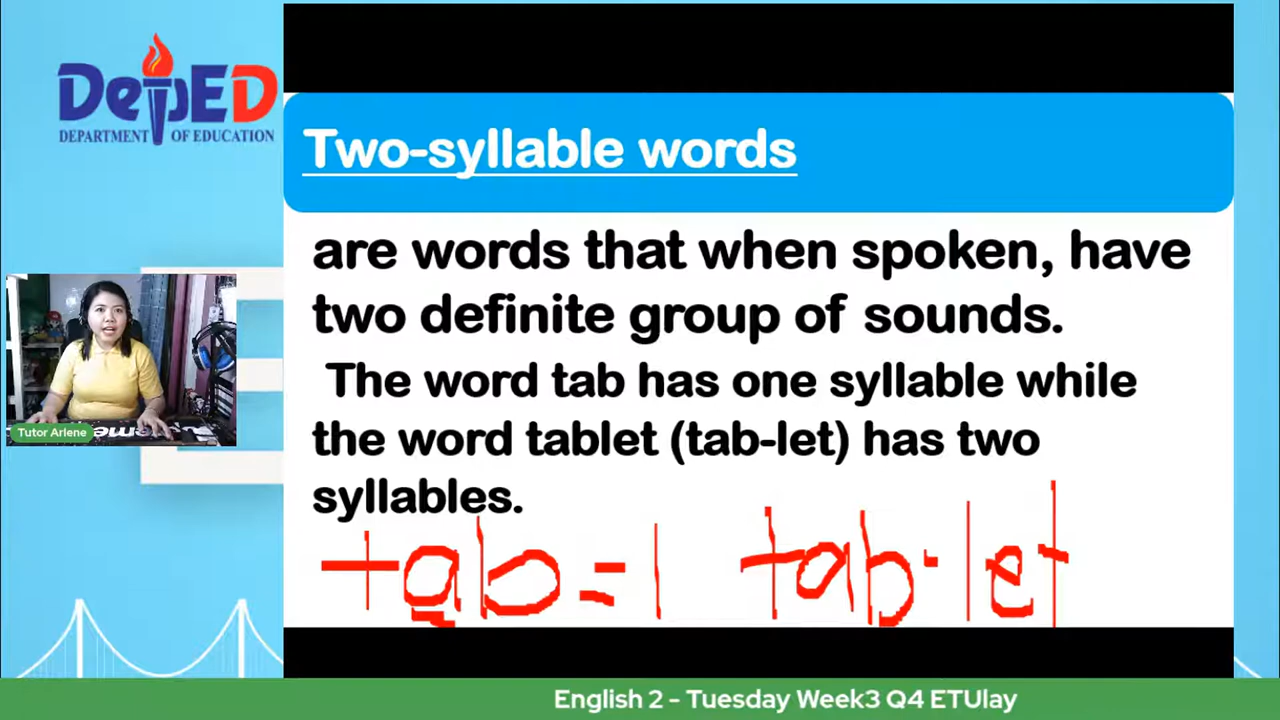 DepED
DEPARTMENT OF EDUCATION
Two-syllable words
are words that when spoken, have
two definite group of sounds.
The word tab has one syllable while
the word tablet (tab-let) has two
syllables.
tab = 1 tab-let
Tutor Arlene
English 2 - Tuesday Week3 Q4 ETUlay